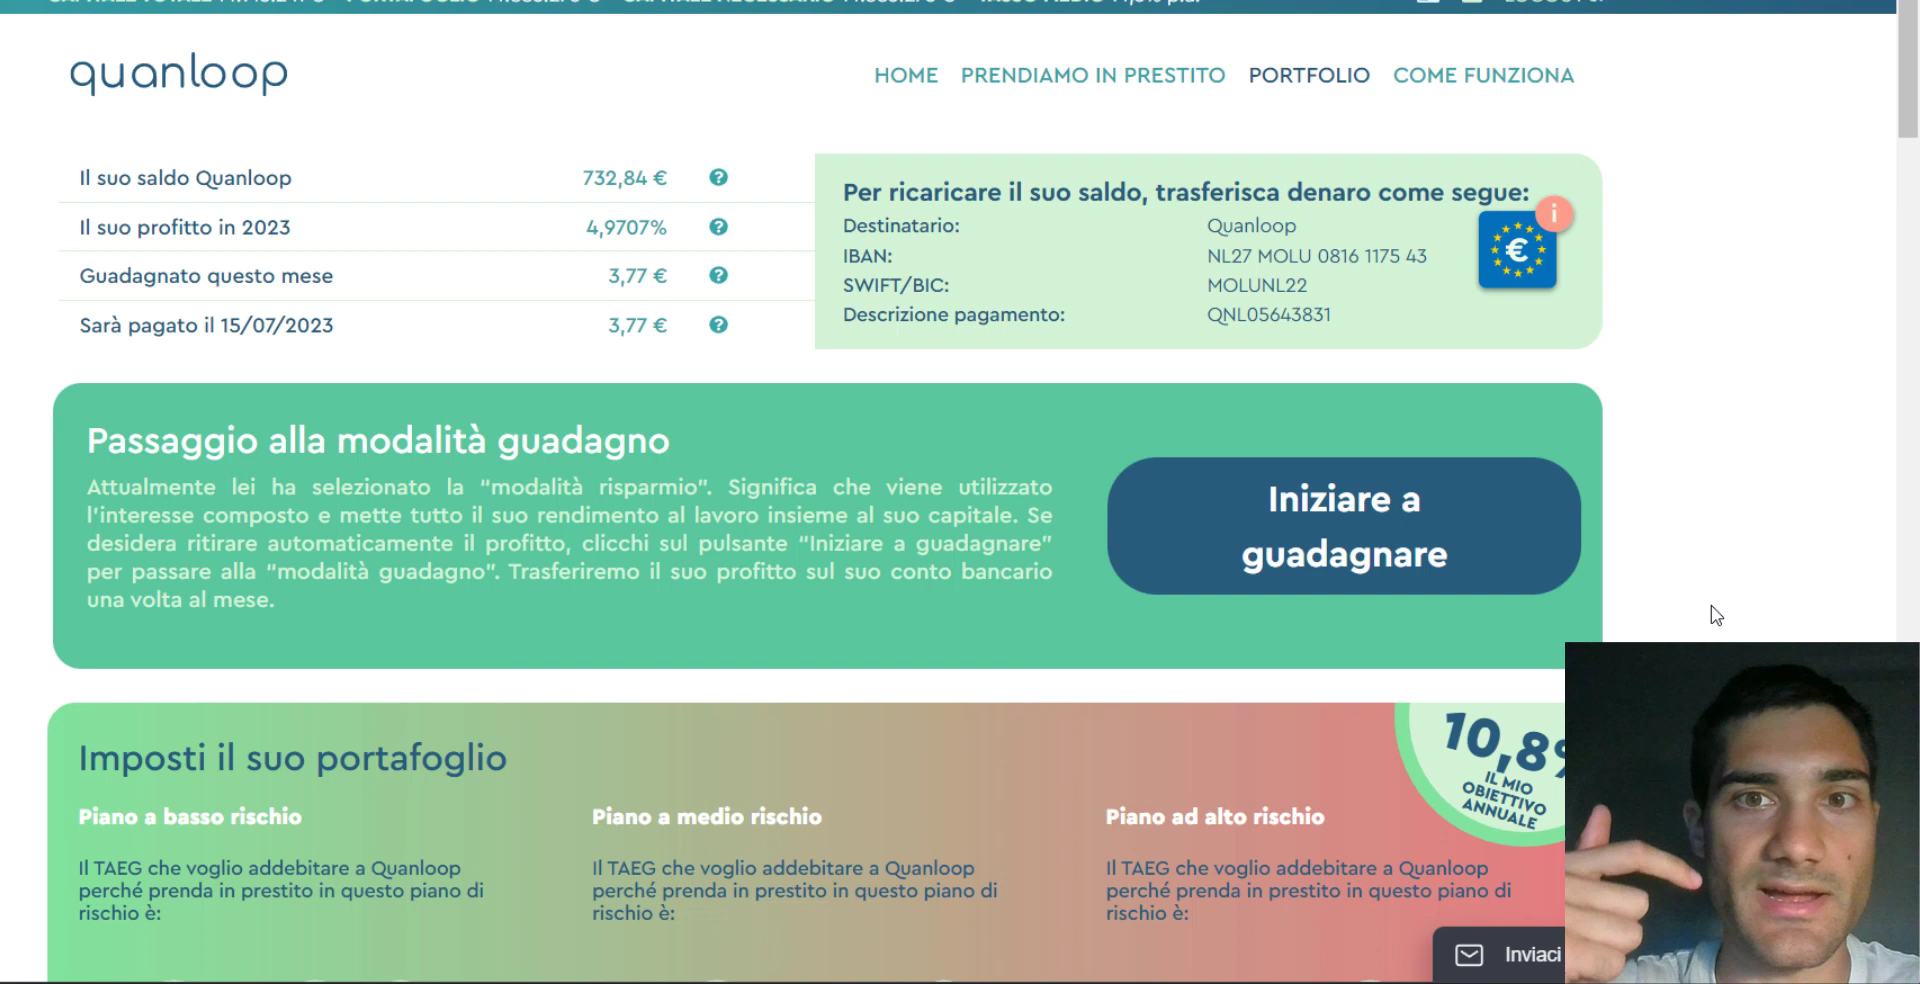 quanloop
HOME PRENDIAMO IN PRESTITO PORTFOLIO COME FUNZIONA
Il suo saldo Quanloop 732,84 € ?
Il suo profitto in 2023 4,9707% ?
Guadagnato questo mese 3,77 € ?
Sarà pagato il 15/07/2023 3,77 € ?
Per ricaricare il suo saldo, trasferisca denaro come segue:
Destinatario: Quanloop
IBAN: NL27 MOLU 0816 1175 43
SWIFT/BIC: MOLUNL22
Descrizione pagamento: QNL05643831
i
€
Passaggio alla modalità guadagno
Attualmente lei ha selezionato la “modalità risparmio”. Significa che viene utilizzato
l'interesse composto e mette tutto il suo rendimento al lavoro insieme al suo capitale. Se
desidera ritirare automaticamente il profitto, clicchi sul pulsante “Iniziare a guadagnare”
per passare alla “modalità guadagno”. Trasferiremo il suo profitto sul suo conto bancario
una volta al mese.
Iniziare a
guadagnare
Imposti il suo portafoglio
10,8%
IL MIO
OBIETTIVO
ANNUALE
Piano a basso rischio
Il TAEG che voglio addebitare a Quanloop
perché prenda in prestito in questo piano di
rischio è:
Piano a medio rischio
Il TAEG che voglio addebitare a Quanloop
perché prenda in prestito in questo piano di
rischio è:
Piano ad alto rischio
Il TAEG che voglio addebitare a Quanloop
perché prenda in prestito in questo piano di
rischio è:
Inviaci